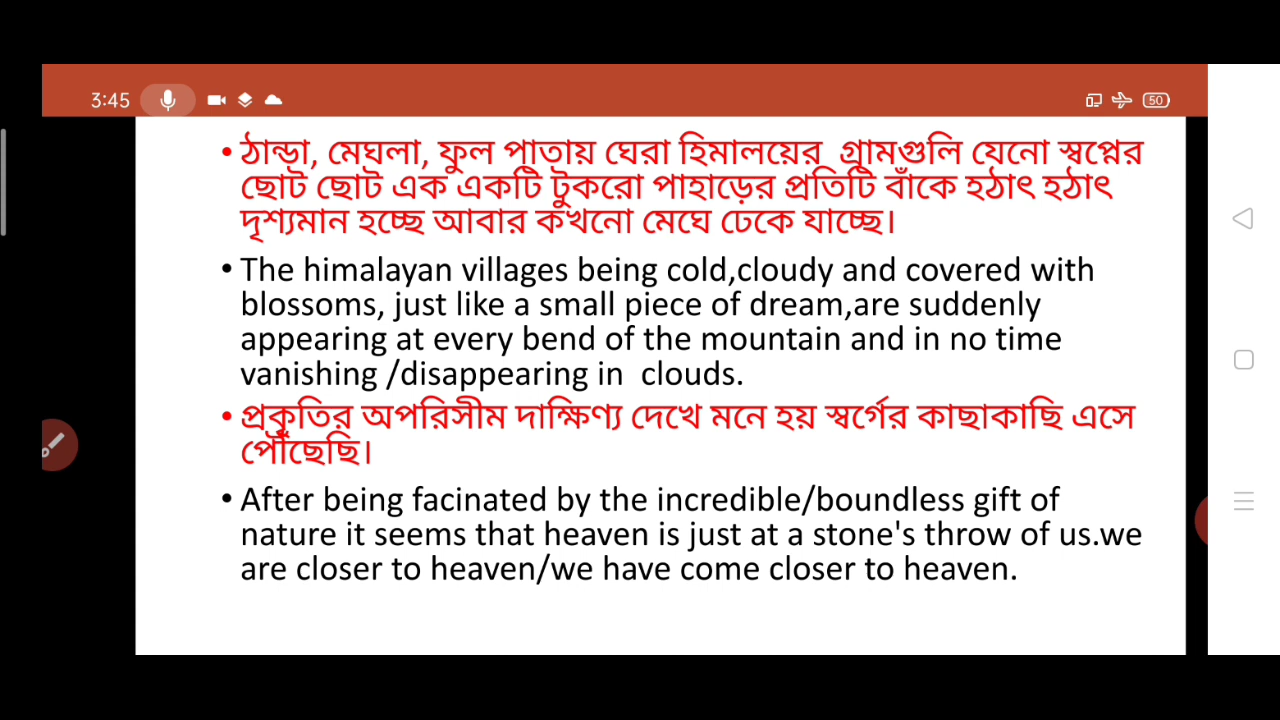 3:45
50
• ঠান্ডা, মেঘলা, ফুল পাতায় ঘেরা হিমালয়ের গ্রামগুলি যেনো স্বপ্নের
ছোট ছোট এক একটি টুকরো পাহাড়ের প্রতিটি বাঁকে হঠাৎ হঠাৎ
দৃশ্যমান হচ্ছে আবার কখনো মেঘে ঢেকে যাচ্ছে।
• The himalayan villages being cold,cloudy and covered with
blossoms, just like a small piece of dream,are suddenly
appearing at every bend of the mountain and in no time
vanishing /disappearing in clouds.
• প্রকৃতির অপরিসীম দাক্ষিণ্য দেখে মনে হয় স্বর্গের কাছাকাছি এসে
পৌঁছেছি।
• After being facinated by the incredible/boundless gift of
nature it seems that heaven is just at a stone's throw of us.we
are closer to heaven/we have come closer to heaven.